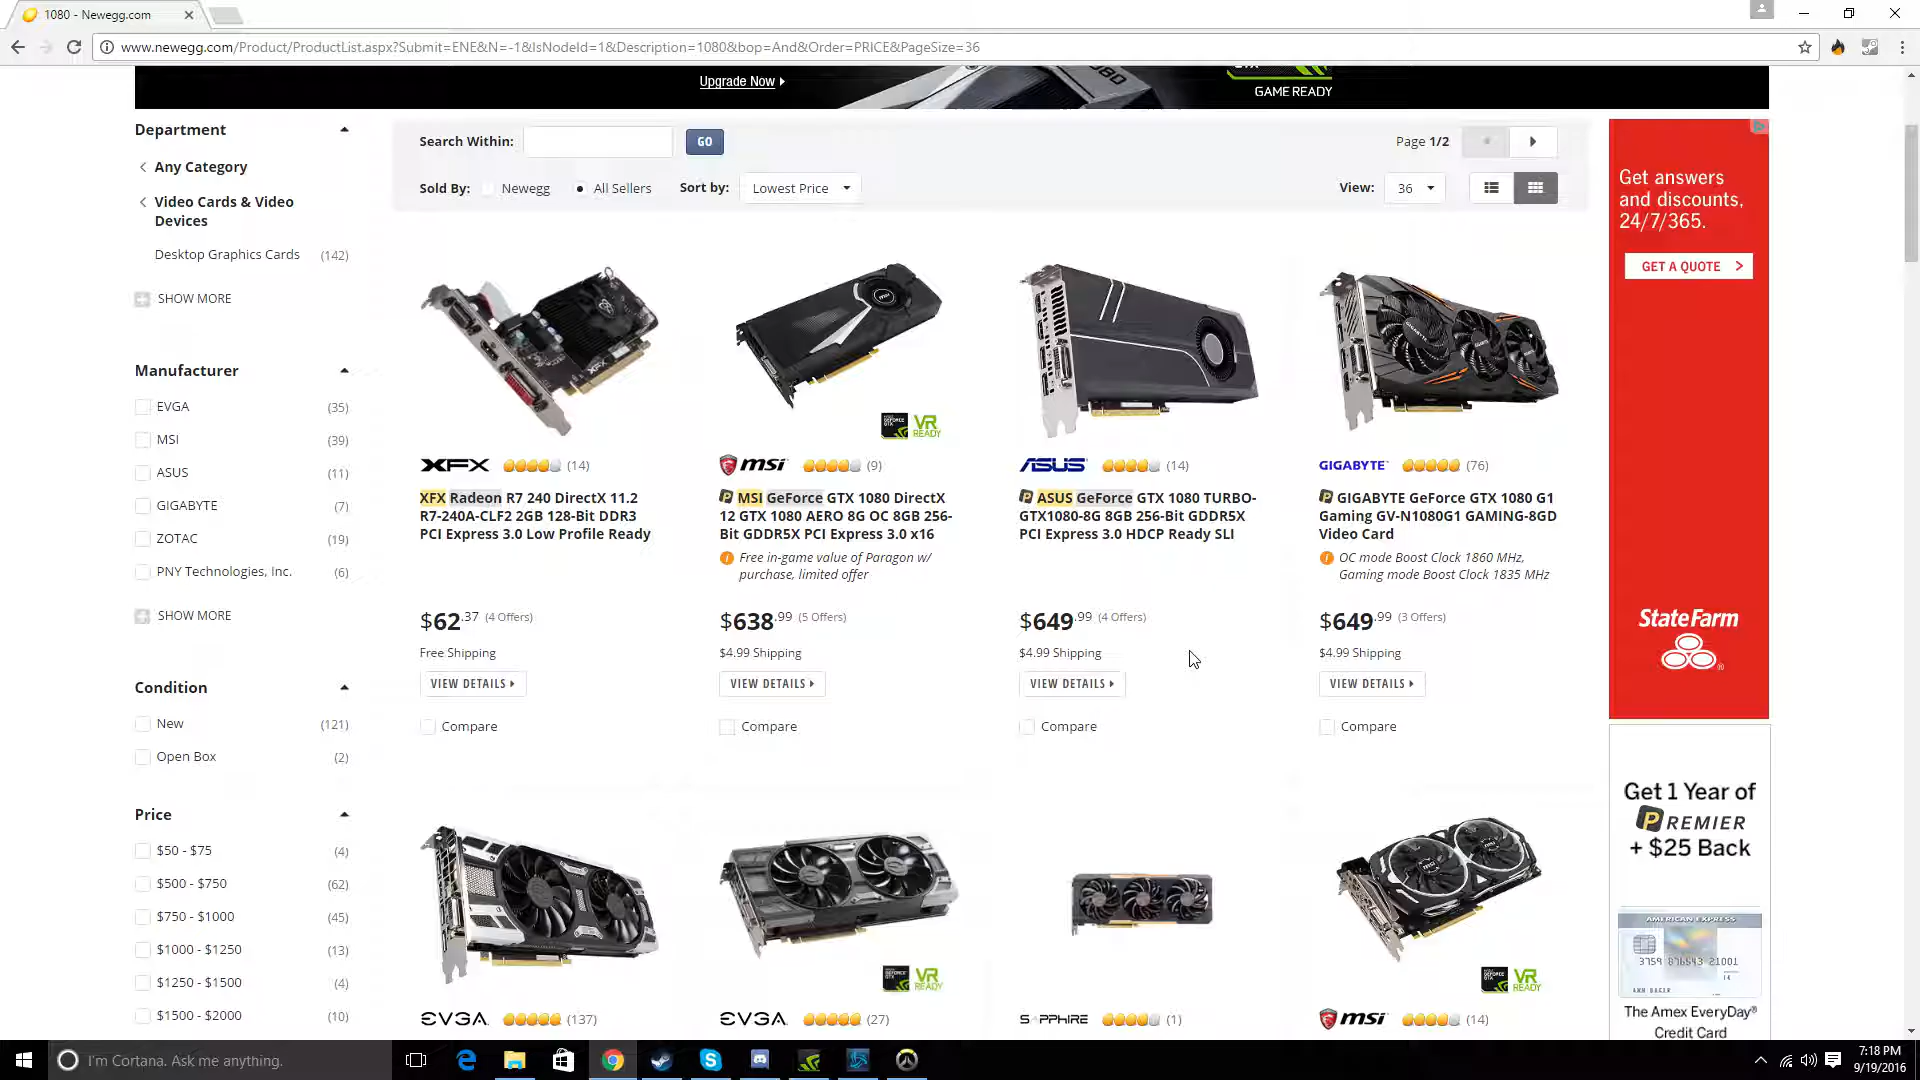 1080 - Newegg.com
www.newegg.com/Product/ProductList.aspx?Submit=ENE&N=-1&IsNodeId=1&Description=1080&bop=And&Order=PRICE&PageSize=36
Upgrade Now
GAME READY
Department
Any Category
Video Cards & Video
Devices
Desktop Graphics Cards (142)
SHOW MORE
Manufacturer
EVGA (35)
MSI (39)
ASUS (11)
GIGABYTE (7)
ZOTAC (19)
PNY Technologies, Inc. (6)
SHOW MORE
Condition
New (121)
Open Box (2)
Price
$50 - $75 (4)
$500 - $750 (62)
$750 - $1000 (45)
$1000 - $1250 (13)
$1250 - $1500 (4)
$1500 - $2000 (10)
Search Within: GO Page 1/2
Sold By: Newegg All Sellers Sort by: Lowest Price View: 36
XFX (14)
XFX Radeon R7 240 DirectX 11.2
R7-240A-CLF2 2GB 128-Bit DDR3
PCI Express 3.0 Low Profile Ready
$62.37 (4 Offers)
Free Shipping
VIEW DETAILS
Compare
VR READY
msi (9)
MSI GeForce GTX 1080 DirectX
12 GTX 1080 AERO 8G OC 8GB 256-
Bit GDDR5X PCI Express 3.0 x16
Free in-game value of Paragon w/
purchase, limited offer
$638.99 (5 Offers)
$4.99 Shipping
VIEW DETAILS
Compare
ASUS (14)
ASUS GeForce GTX 1080 TURBO-
GTX1080-8G 8GB 256-Bit GDDR5X
PCI Express 3.0 HDCP Ready SLI
$649.99 (4 Offers)
$4.99 Shipping
VIEW DETAILS
Compare
GIGABYTE (76)
GIGABYTE GeForce GTX 1080 G1
Gaming GV-N1080G1 GAMING-8GD
Video Card
OC mode Boost Clock 1860 MHz,
Gaming mode Boost Clock 1835 MHz
$649.99 (3 Offers)
$4.99 Shipping
VIEW DETAILS
Compare
EVGA (137)
VR READY
EVGA (27)
SAPPHIRE (1)
VR READY
msi (14)
Get answers
and discounts,
24/7/365.
GET A QUOTE
StateFarm
Get 1 Year of
PREMIER
+ $25 Back
AMERICAN EXPRESS
The Amex EveryDay®
Credit Card
I'm Cortana. Ask me anything.
7:18 PM
9/19/2016